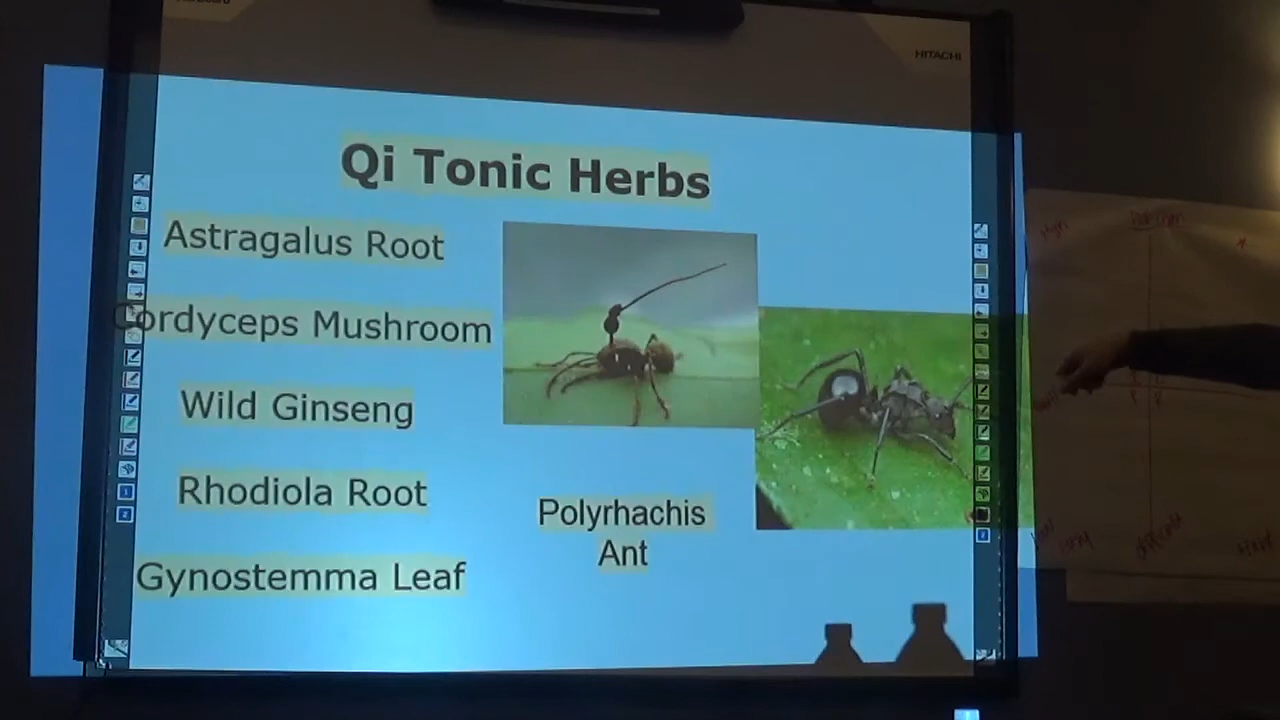 HITACHI
Qi Tonic Herbs
Astragalus Root
Cordyceps Mushroom
Wild Ginseng
Rhodiola Root
Gynostemma Leaf
Polyrhachis
Ant